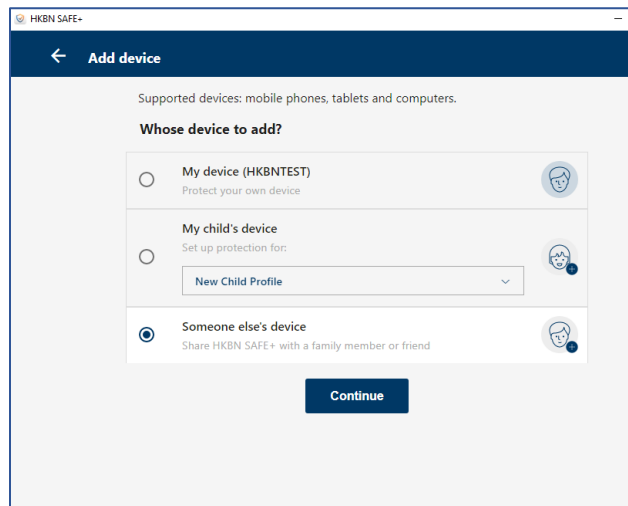 HKBN SAFE+
Add device
Supported devices: mobile phones, tablets and computers.
Whose device to add?
My device (HKBNTEST)
Protect your own device
My child's device
Set up protection for:
New Child Profile
Someone else's device
Share HKBN SAFE+ with a family member or friend
Continue